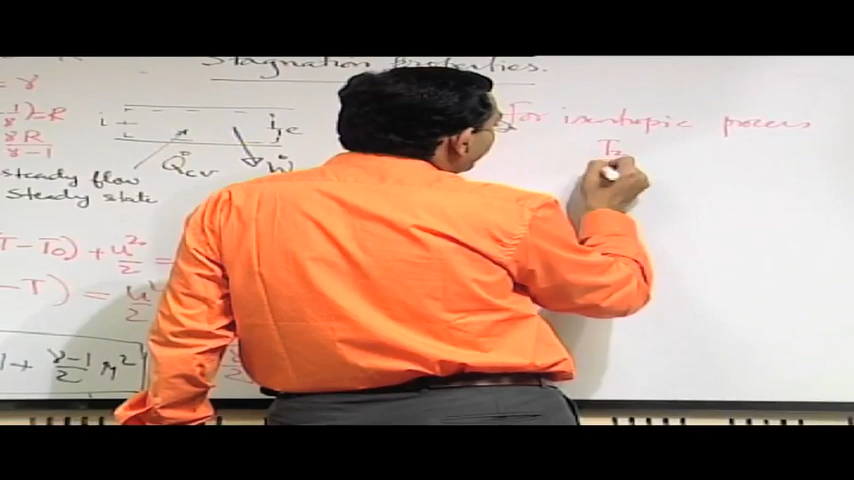 Stagnation Properties.
= γ
1/γ) = R
γR/γ-1
i
e
Q̇cv
Ẇ
steady flow
steady state
For isentropic process
T₂
T - T₀) + u²/2 =
- T) = u²/2
1 + γ-1/2 M²